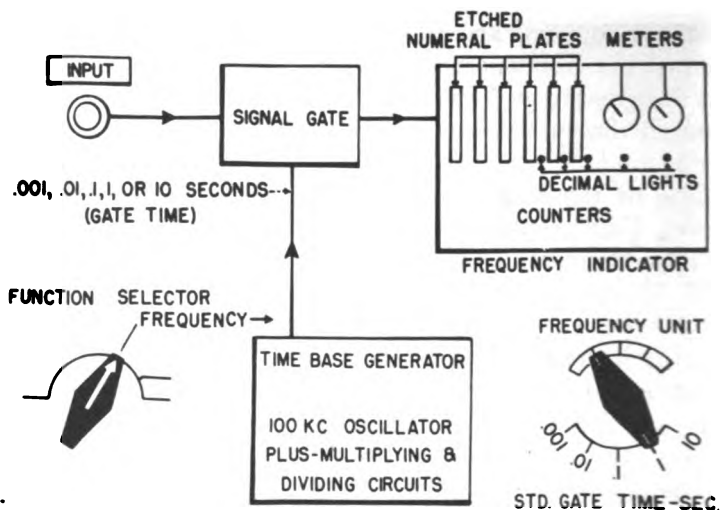 ETCHED
NUMERAL PLATES METERS
INPUT
SIGNAL GATE
.001, .01, .1, 1, OR 10 SECONDS--
(GATE TIME)
DECIMAL LIGHTS
COUNTERS
FREQUENCY INDICATOR
FUNCTION SELECTOR
FREQUENCY
TIME BASE GENERATOR
100 KC OSCILLATOR
PLUS-MULTIPLYING &
DIVIDING CIRCUITS
FREQUENCY UNIT
.001
.01
.1
1
10
STD. GATE TIME-SEC.